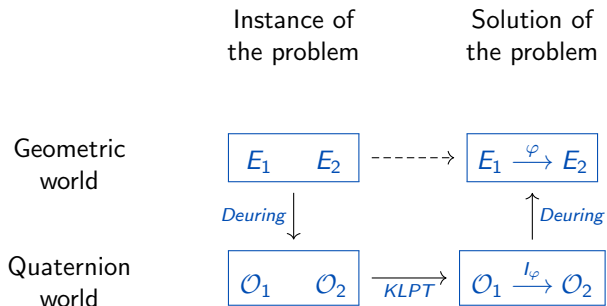 Instance of
the problem
Solution of
the problem
Geometric
world
E₁ E₂
E₁ φ⟶ E₂
Deuring
Deuring
Quaternion
world
𝒪₁ 𝒪₂
KLPT
𝒪₁ I_φ⟶ 𝒪₂